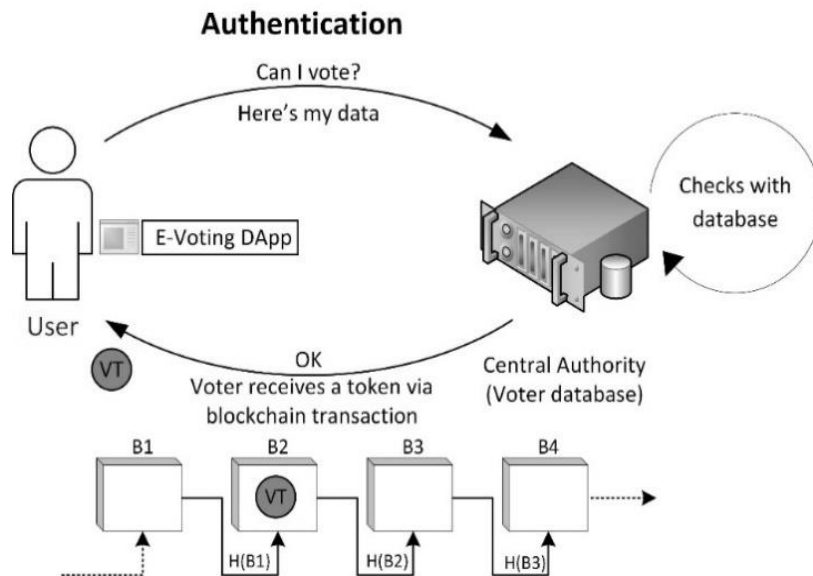 Authentication
Can I vote?
Here's my data
Checks with
database
E-Voting DApp
User
VT
OK
Voter receives a token via
blockchain transaction
Central Authority
(Voter database)
B1
B2
B3
B4
VT
H(B1)
H(B2)
H(B3)